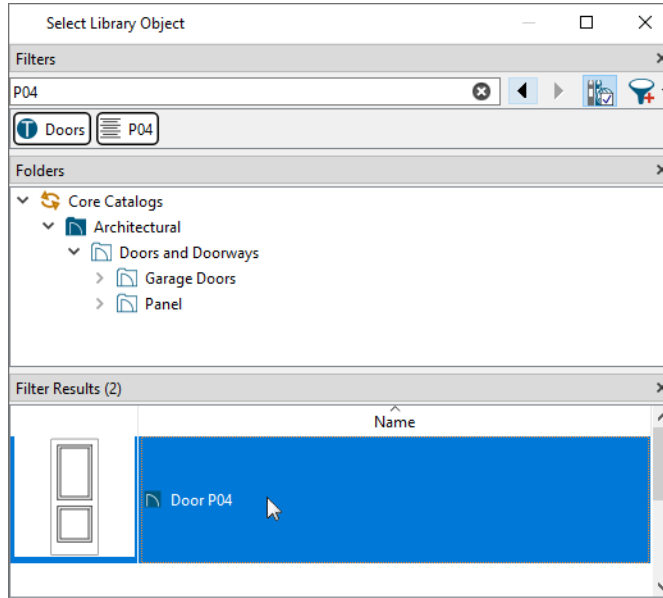 Select Library Object
Filters
P04
Doors P04
Folders
Core Catalogs
Architectural
Doors and Doorways
Garage Doors
Panel
Filter Results (2)
Name
Door P04